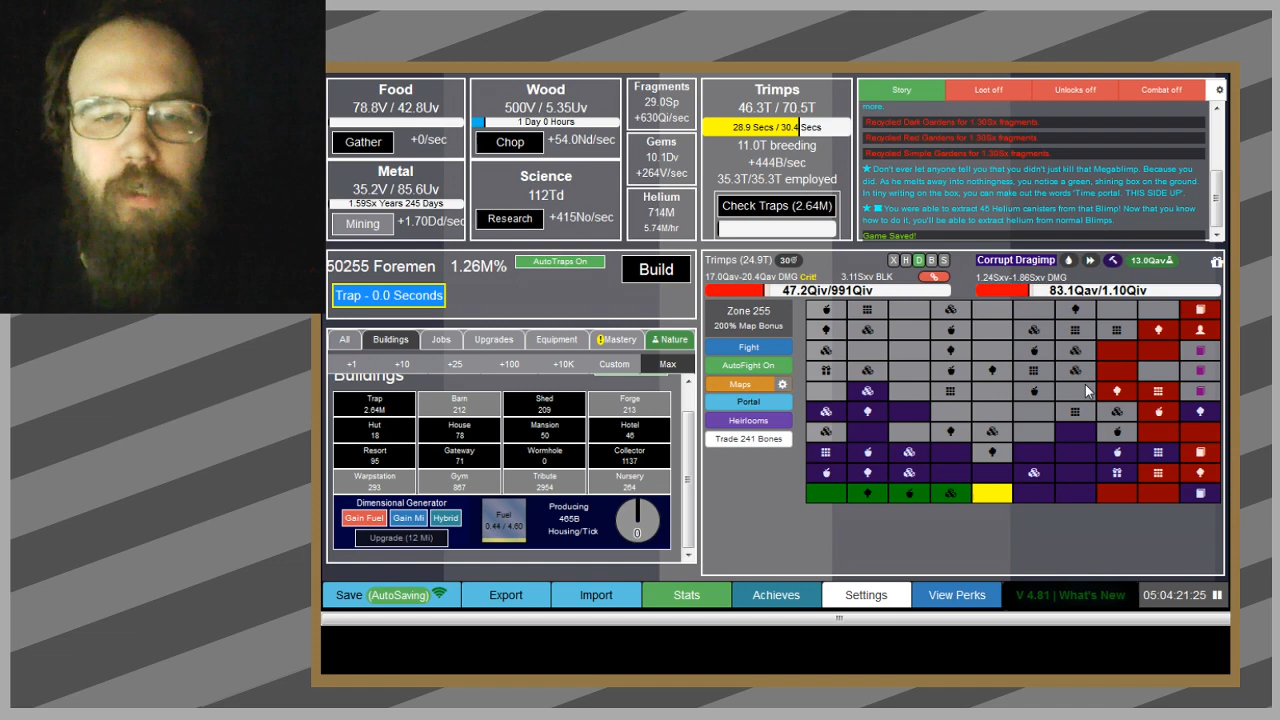 Food
78.8V / 42.8Uv
Gather
+0/sec
Metal
35.2V / 85.6Uv
1.59Sx Years 245 Days
Mining
+1.70Dd/sec
Wood
500V / 5.35Uv
1 Day 0 Hours
Chop
+54.0Nd/sec
Science
112Td
Research
+415No/sec
Fragments
29.0Sp
+630Qi/sec
Gems
10.1Dv
+264V/sec
Helium
714M
5.74M/hr
Trimps
46.3T / 70.5T
28.9 Secs / 30.4 Secs
11.0T breeding
+444B/sec
35.3T/35.3T employed
Check Traps (2.64M)
Story
Loot off
Unlocks off
Combat off
more.
Recycled Dark Gardens for 1.30Sx fragments.
Recycled Red Gardens for 1.30Sx fragments.
Recycled Simple Gardens for 1.30Sx fragments.
Don't ever let anyone tell you that you didn't just kill that Megablimp. Because you
did. As he melts away into nothingness, you notice a green, shining box on the ground.
In tiny writing on the box, you can make out the words 'Time portal. THIS SIDE UP'.
You were able to extract 45 Helium canisters from that Blimp! Now that you know
how to do it, you'll be able to extract helium from normal Blimps.
Game Saved!
50255 Foremen
1.26M%
AutoTraps On
Build
Trap - 0.0 Seconds
All
Buildings
Jobs
Upgrades
Equipment
Mastery
Nature
+1
+10
+25
+100
+10K
Custom
Max
Buildings
Trap
2.64M
Barn
212
Shed
209
Forge
213
Hut
18
House
78
Mansion
50
Hotel
46
Resort
95
Gateway
71
Wormhole
0
Collector
1137
Warpstation
293
Gym
867
Tribute
2954
Nursery
264
Dimensional Generator
Gain Fuel
Gain Mi
Hybrid
Upgrade (12 Mi)
Fuel
0.44 / 4.60
Producing
465B
Housing/Tick
0
Trimps (24.9T)
30
X
H
D
B
S
17.0Qav-20.4Qav DMG Crit!
3.11Sxv BLK
%
47.2Qiv/991Qiv
Corrupt Dragimp
13.0Qav
1.24Sxv-1.86Sxv DMG
83.1Qav/1.10Qiv
Zone 255
200% Map Bonus
Fight
AutoFight On
Maps
Portal
Heirlooms
Trade 241 Bones
Save (AutoSaving)
Export
Import
Stats
Achieves
Settings
View Perks
V 4.81 | What's New
05:04:21:25